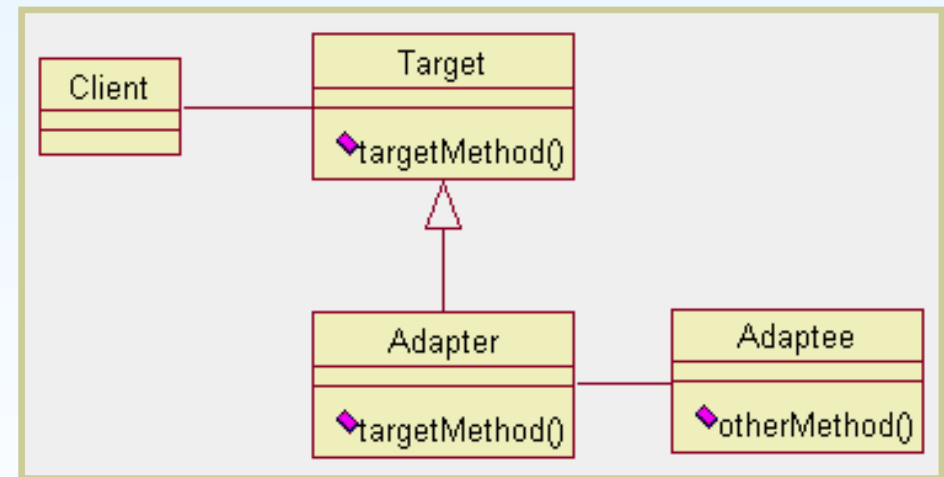 Client
Target
targetMethod()
Adapter
targetMethod()
Adaptee
otherMethod()